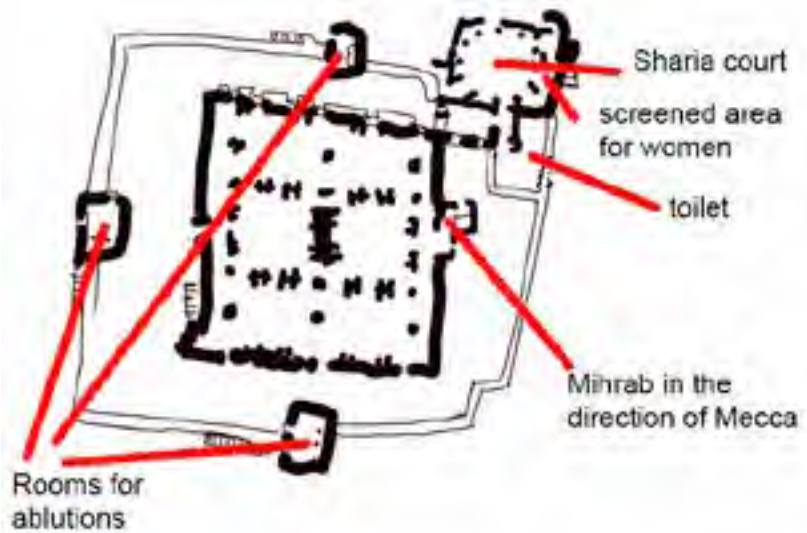 Sharia court
screened area
for women
toilet
Mihrab in the
direction of Mecca
Rooms for
ablutions